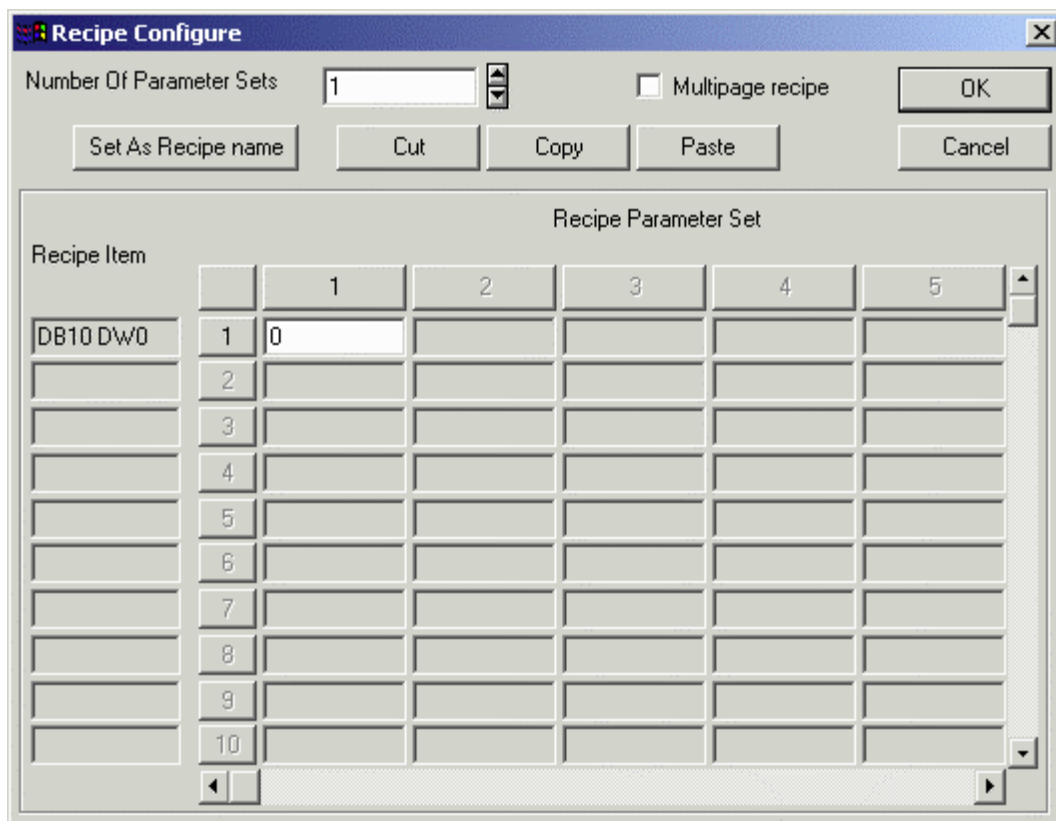 Recipe Configure
Number Of Parameter Sets 1 Multipage recipe OK
Set As Recipe name Cut Copy Paste Cancel
Recipe Parameter Set
Recipe Item
1 2 3 4 5
DB10 DW0 1 0
2
3
4
5
6
7
8
9
10